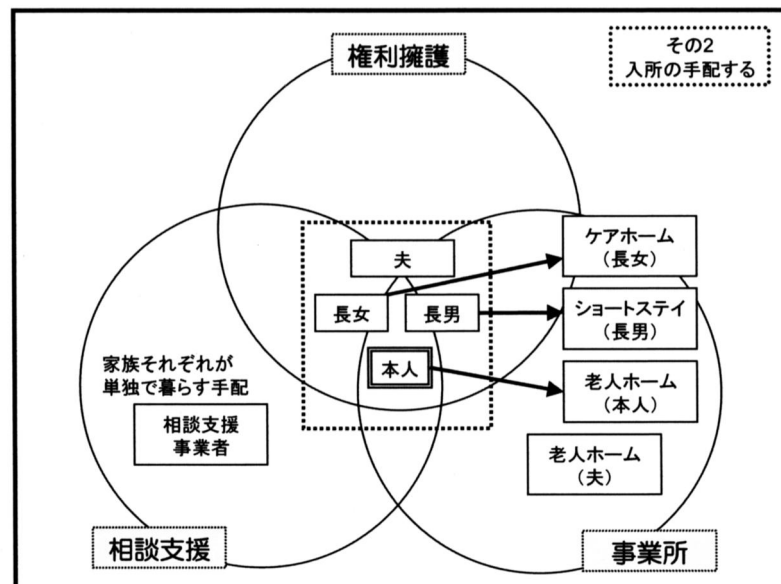 権利擁護
その2
入所の手配する
夫
長女
長男
本人
ケアホーム
（長女）
ショートステイ
（長男）
老人ホーム
（本人）
老人ホーム
（夫）
家族それぞれが
単独で暮らす手配
相談支援
事業者
相談支援
事業所